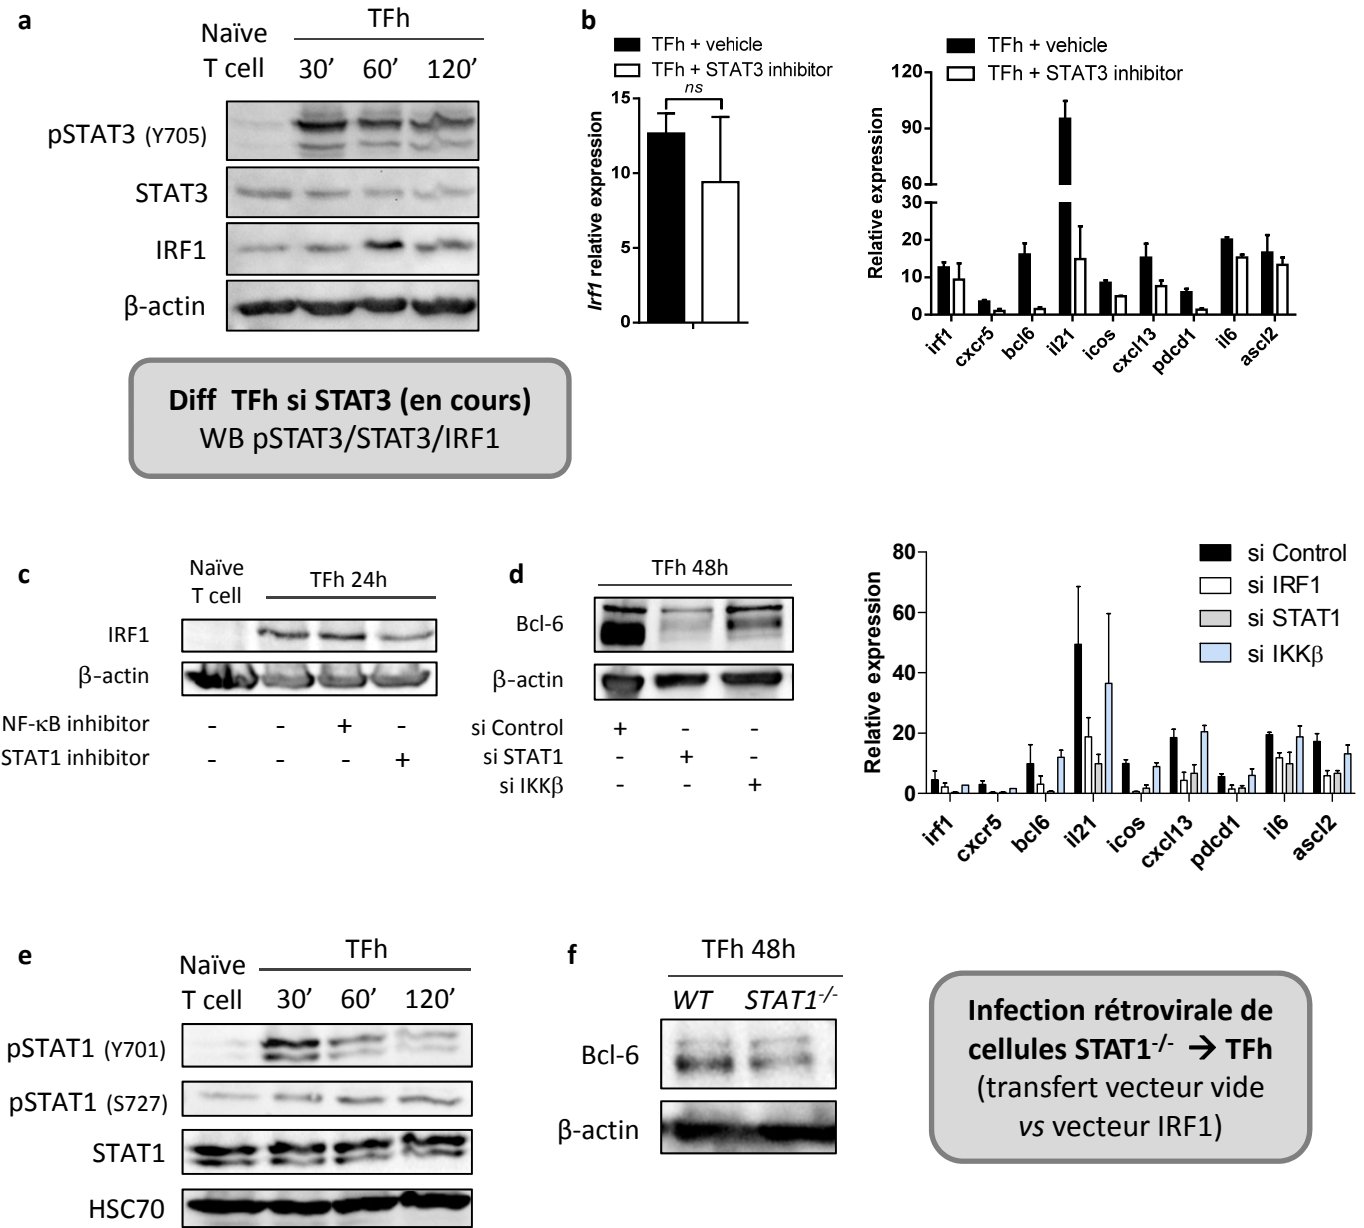 a
Naïve
T cell
TFh
30’ 60’ 120’
pSTAT3 (Y705)
STAT3
IRF1
β-actin
Diff TFh si STAT3 (en cours)
WB pSTAT3/STAT3/IRF1
b
TFh + vehicle
TFh + STAT3 inhibitor
ns
Irf1 relative expression
15
10
5
0
TFh + vehicle
TFh + STAT3 inhibitor
Relative expression
120
90
60
30
20
10
0
irf1 cxcr5 bcl6 il21 icos cxcl13 pdcd1 il6 ascl2
c
Naïve
T cell
TFh 24h
IRF1
β-actin
NF-κB inhibitor - - + -
STAT1 inhibitor - - - +
d
TFh 48h
Bcl-6
β-actin
si Control + - -
si STAT1 - + -
si IKKβ - - +
si Control
si IRF1
si STAT1
si IKKβ
Relative expression
80
60
40
20
0
irf1 cxcr5 bcl6 il21 icos cxcl13 pdcd1 il6 ascl2
e
Naïve
T cell
TFh
30’ 60’ 120’
pSTAT1 (Y701)
pSTAT1 (S727)
STAT1
HSC70
f
TFh 48h
WT STAT1-/-
Bcl-6
β-actin
Infection rétrovirale de
cellules STAT1-/- → TFh
(transfert vecteur vide
vs vecteur IRF1)